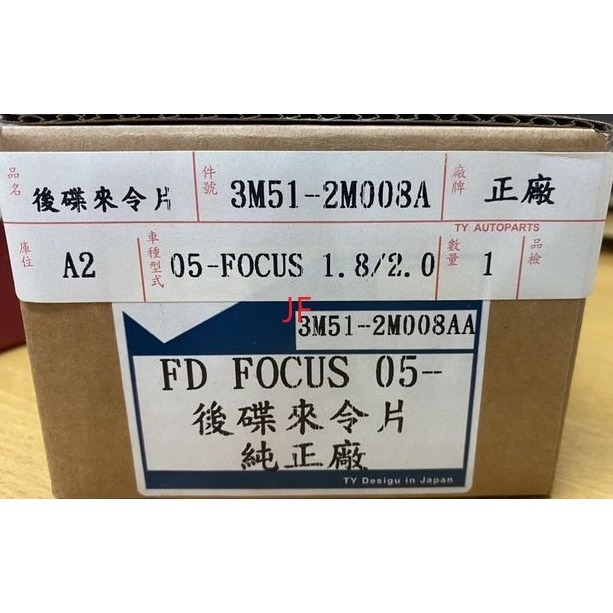 品名 後碟來令片 件號 3M51-2M008A 廠牌 正廠
TY AUTOPARTS
庫位 A2 車種型式 05-FOCUS 1.8/2.0 數量 1 品檢
JF
3M51-2M008AA
FD FOCUS 05-
後碟來令片
純正廠
TY Desigu in Japan